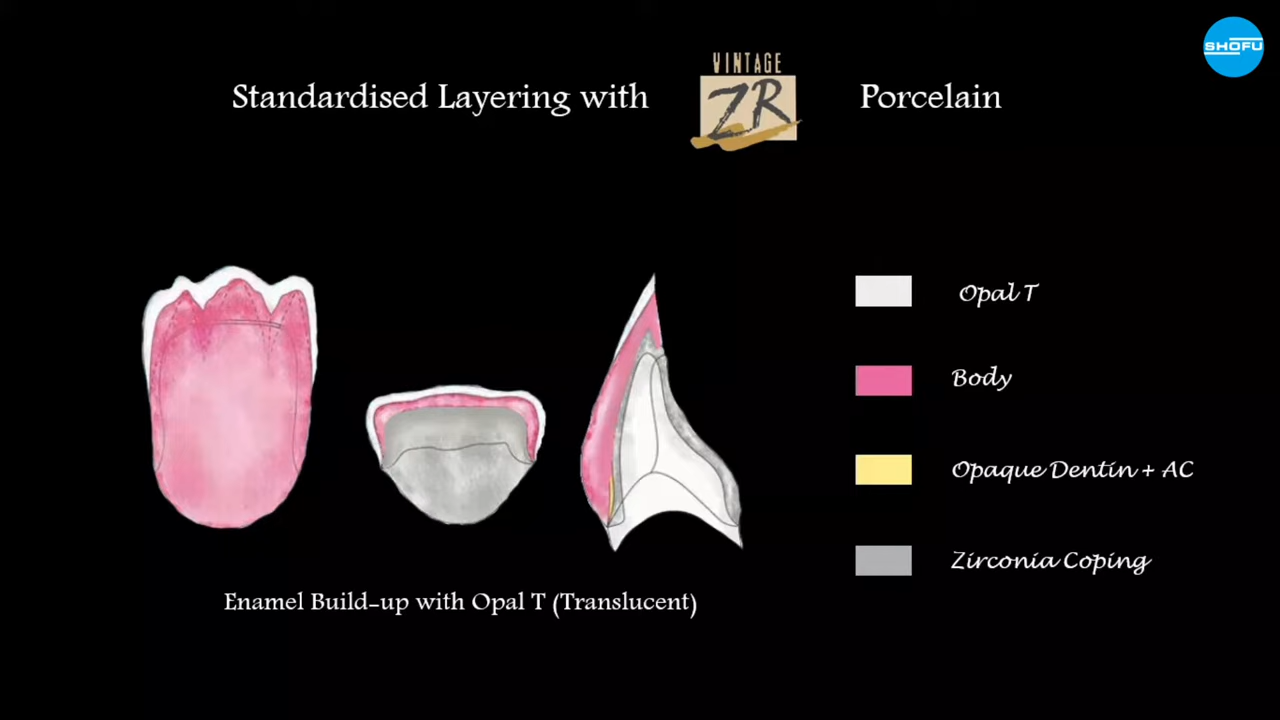 SHOFU
Standardised Layering with VINTAGE ZR Porcelain
Opal T
Body
Opaque Dentin + AC
Zirconia Coping
Enamel Build-up with Opal T (Translucent)